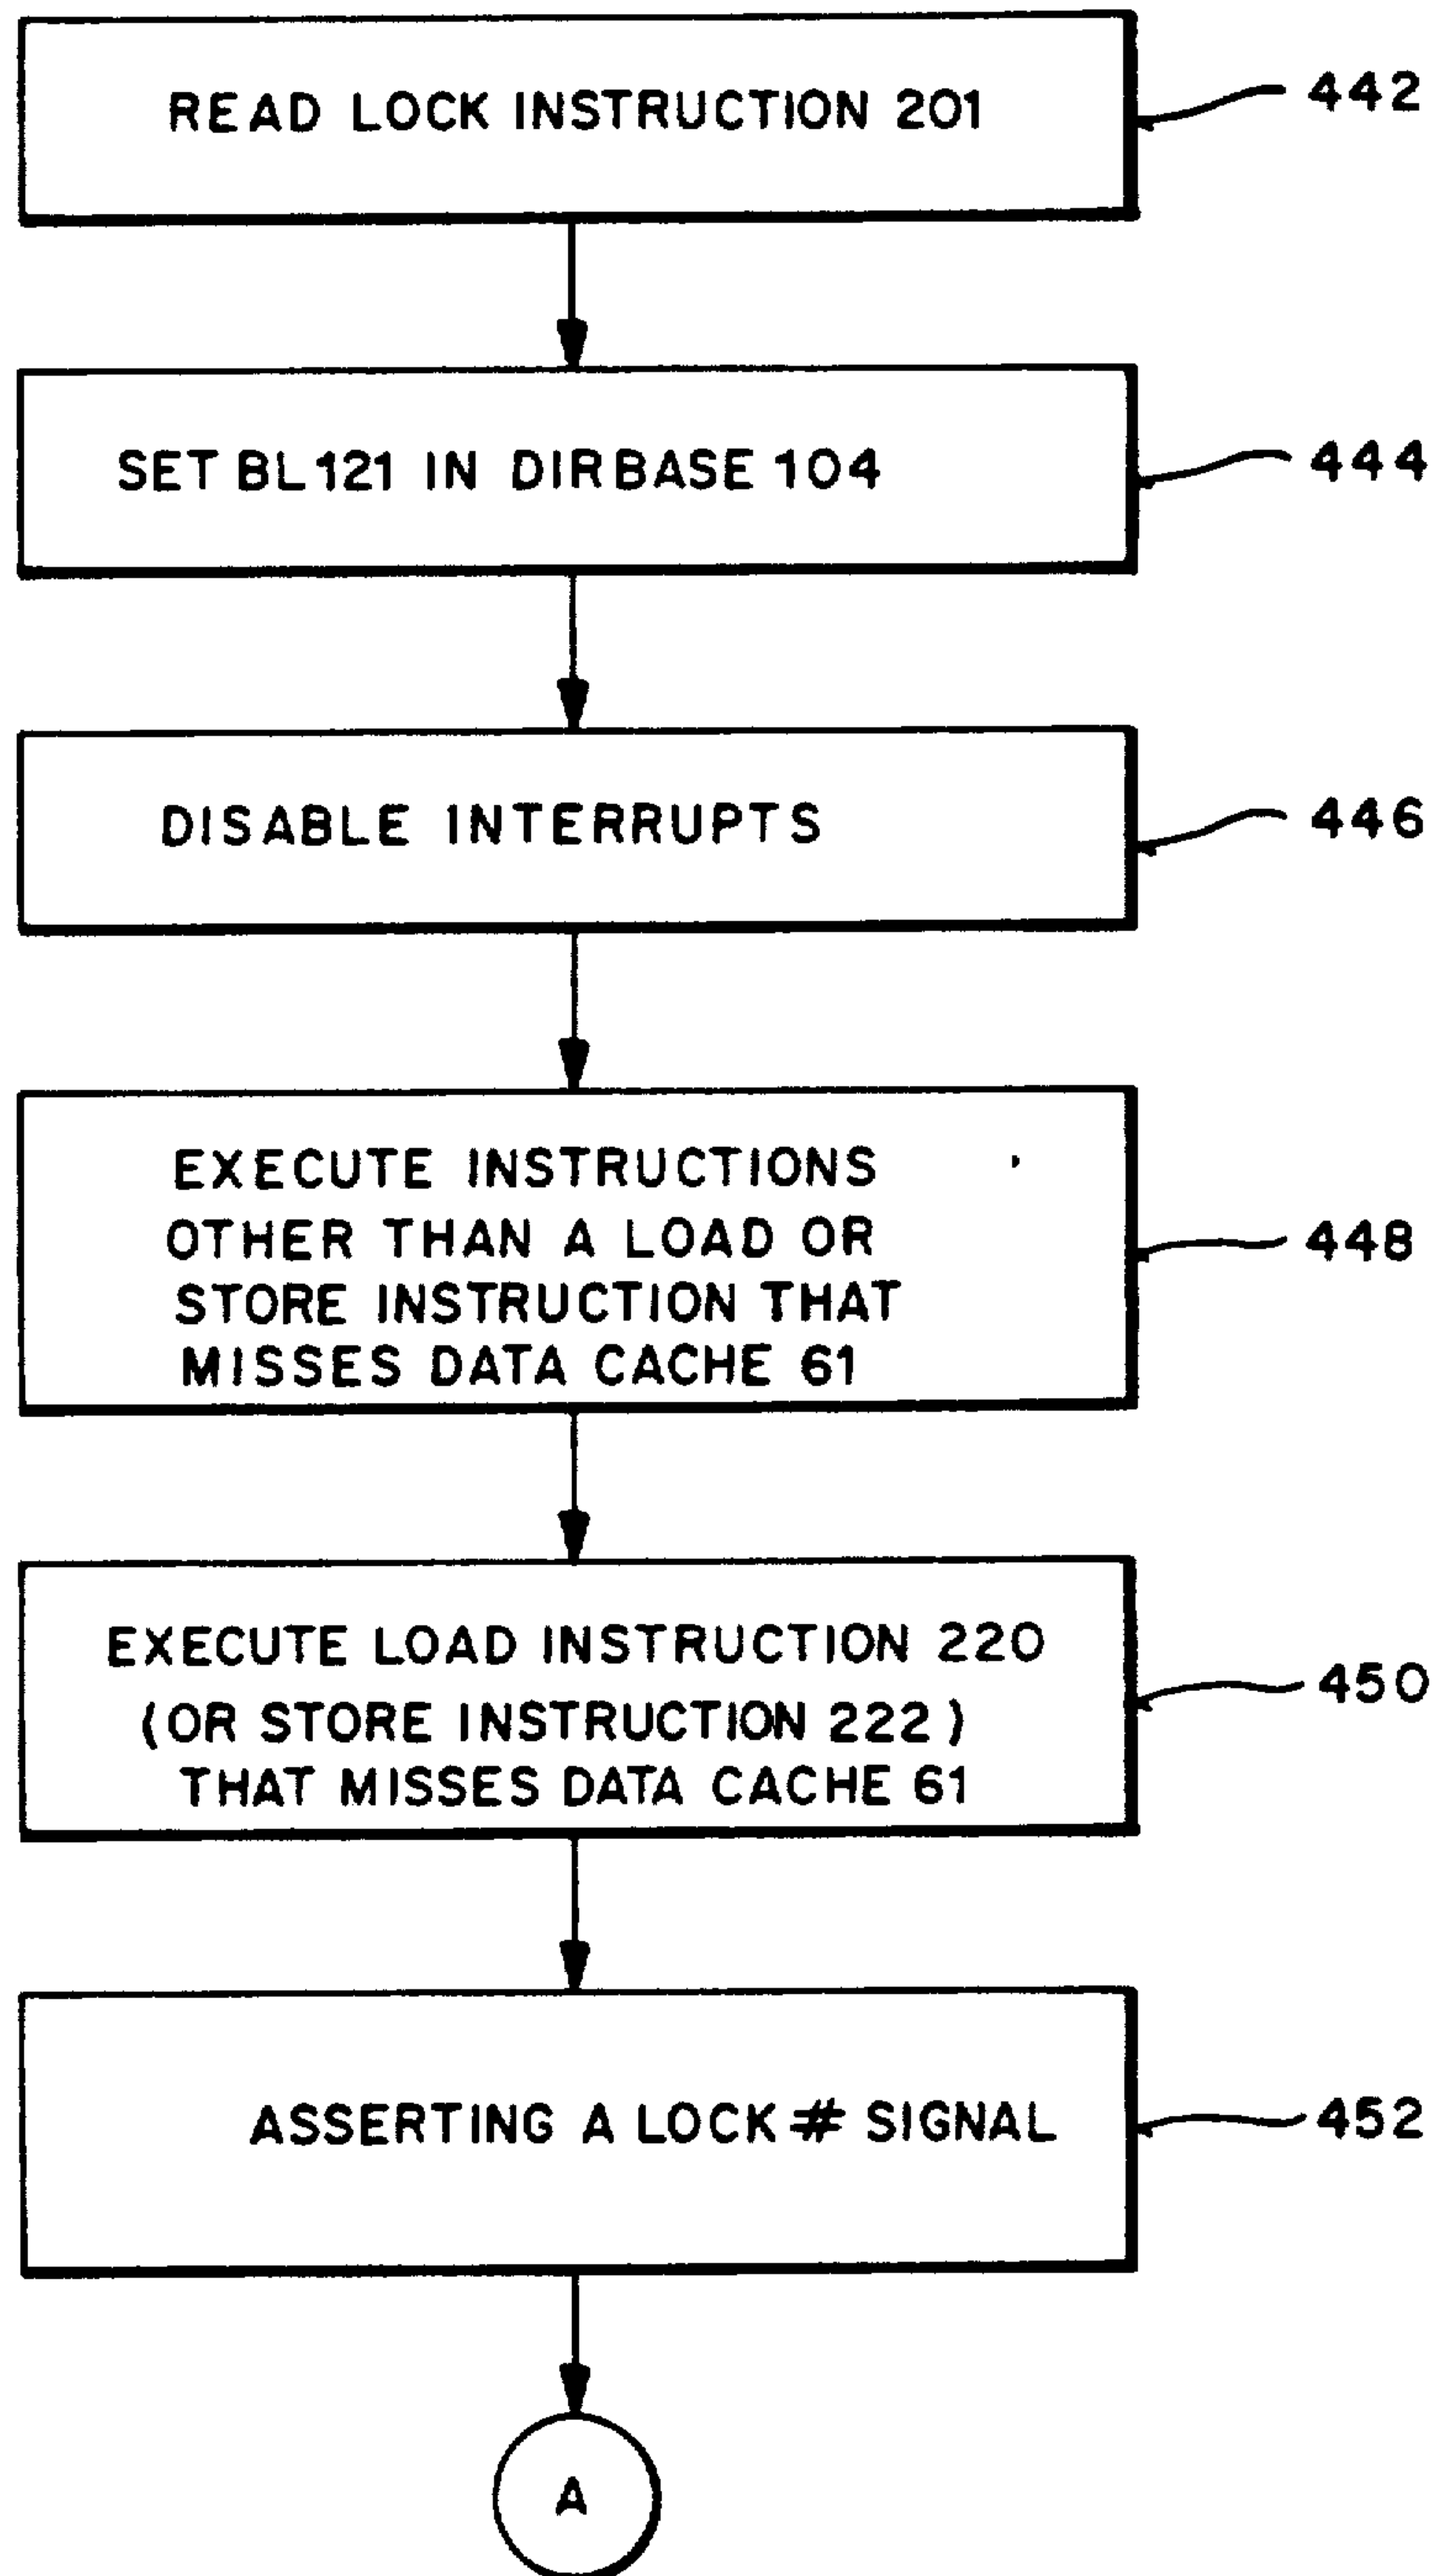 READ LOCK INSTRUCTION 201
442
SET BL 121 IN DIRBASE 104
444
DISABLE INTERRUPTS
446
EXECUTE INSTRUCTIONS
OTHER THAN A LOAD OR
STORE INSTRUCTION THAT
MISSES DATA CACHE 61
448
EXECUTE LOAD INSTRUCTION 220
(OR STORE INSTRUCTION 222)
THAT MISSES DATA CACHE 61
450
ASSERTING A LOCK # SIGNAL
452
A